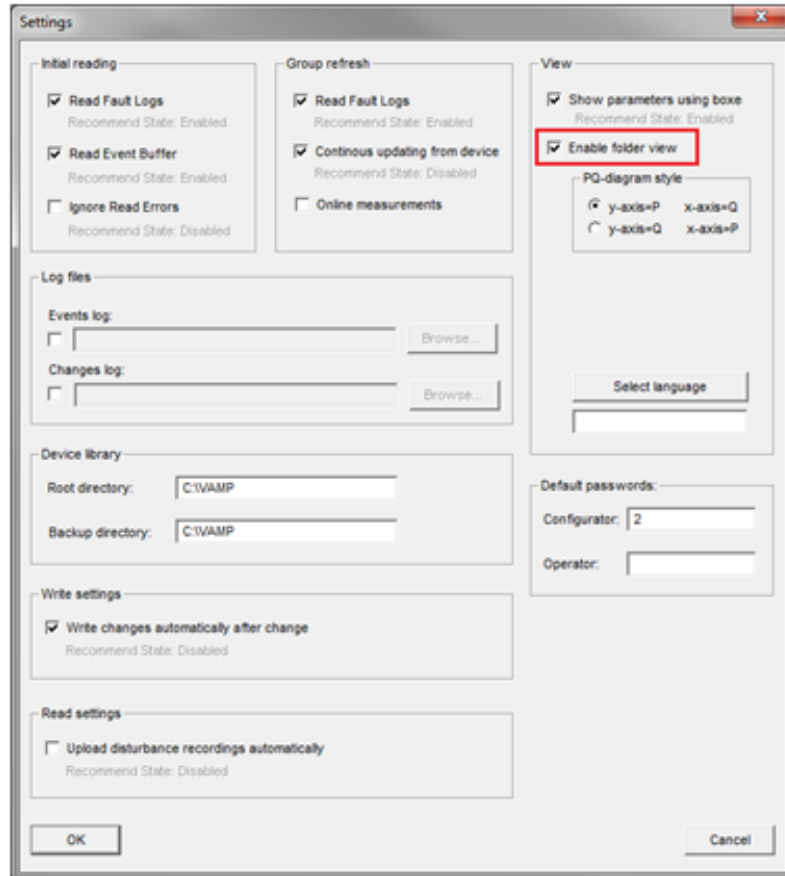 Settings
Initial reading
Read Fault Logs
Recommend State: Enabled
Read Event Buffer
Recommend State: Enabled
Ignore Read Errors
Recommend State: Disabled
Group refresh
Read Fault Logs
Recommend State: Enabled
Continous updating from device
Recommend State: Disabled
Online measurements
View
Show parameters using boxe
Recommend State: Enabled
Enable folder view
PQ-diagram style
y-axis=P x-axis=Q
y-axis=Q x-axis=P
Select language
Log files
Events log:
Browse...
Changes log:
Browse...
Device library
Root directory: C:\VAMP
Backup directory: C:\VAMP
Default passwords:
Configurator: 2
Operator:
Write settings
Write changes automatically after change
Recommend State: Disabled
Read settings
Upload disturbance recordings automatically
Recommend State: Disabled
OK
Cancel